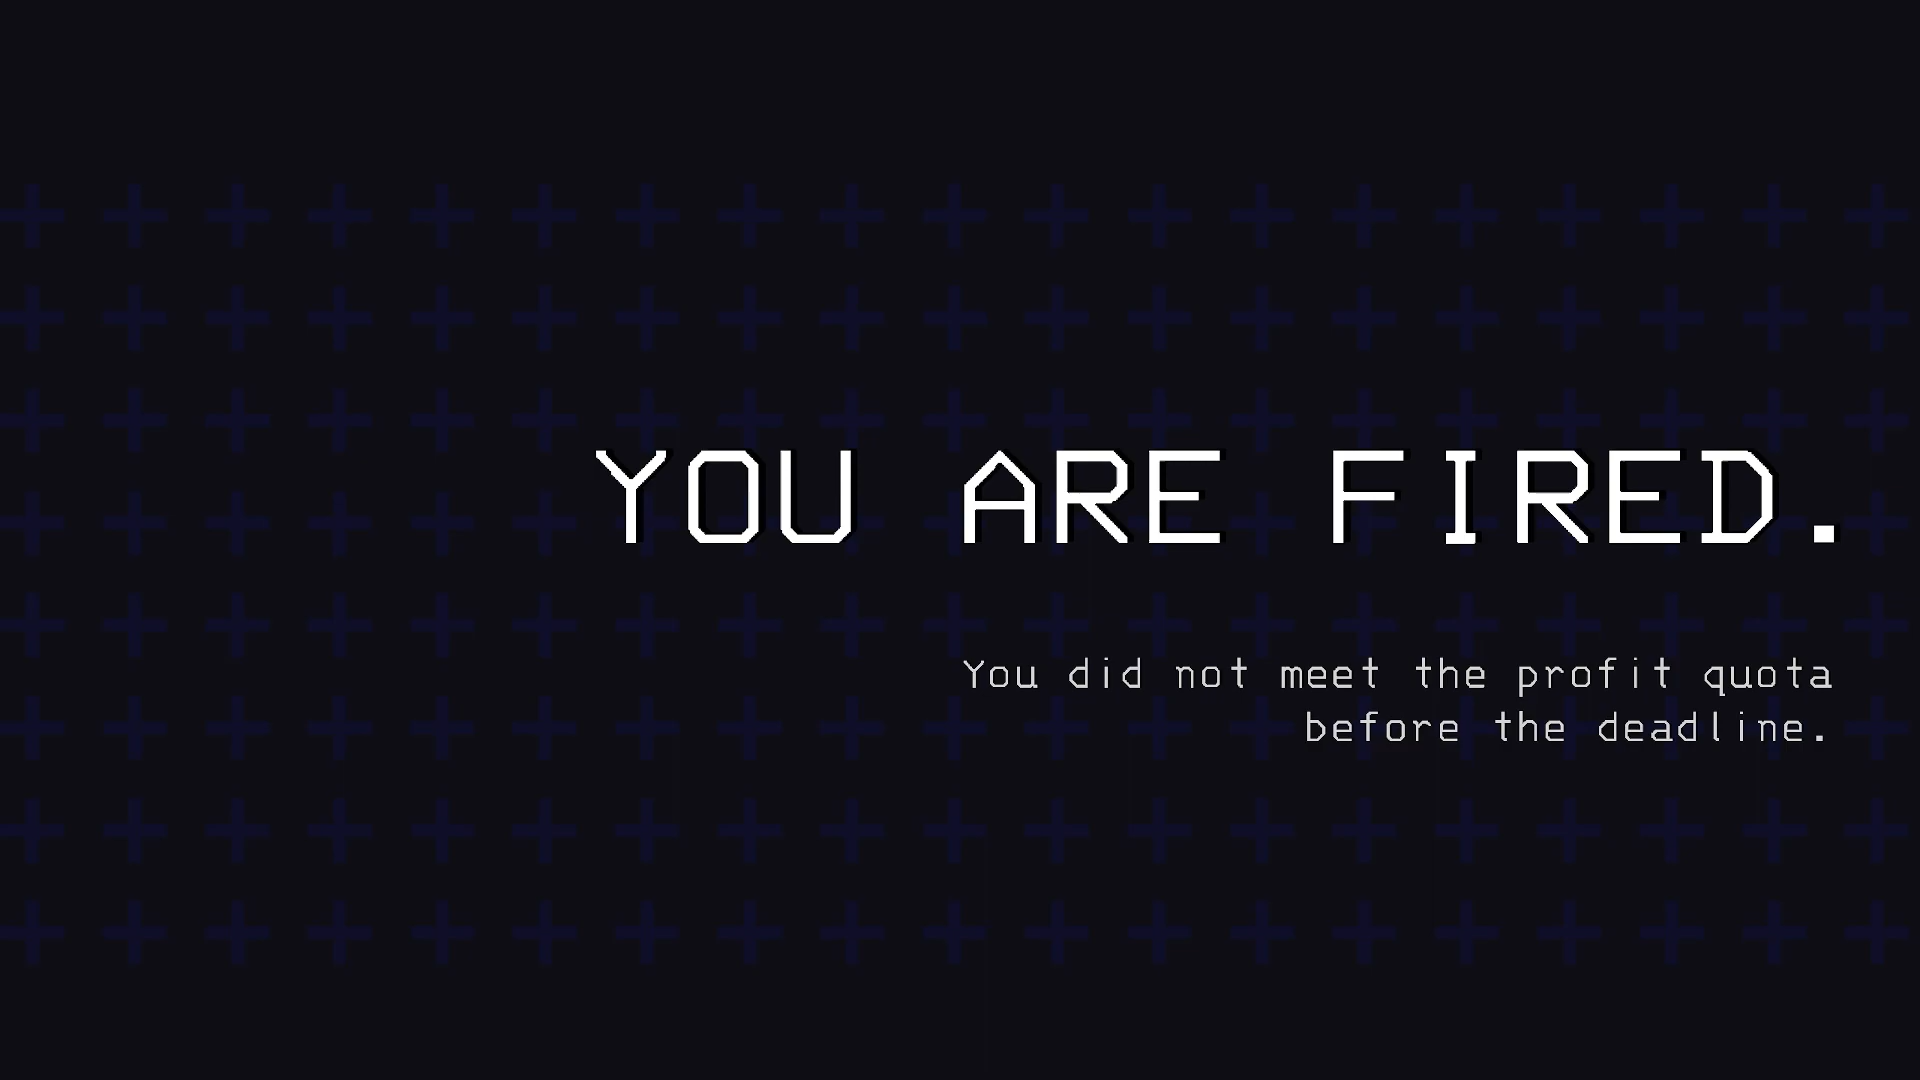 YOU ARE FIRED.
You did not meet the profit quota
before the deadline.